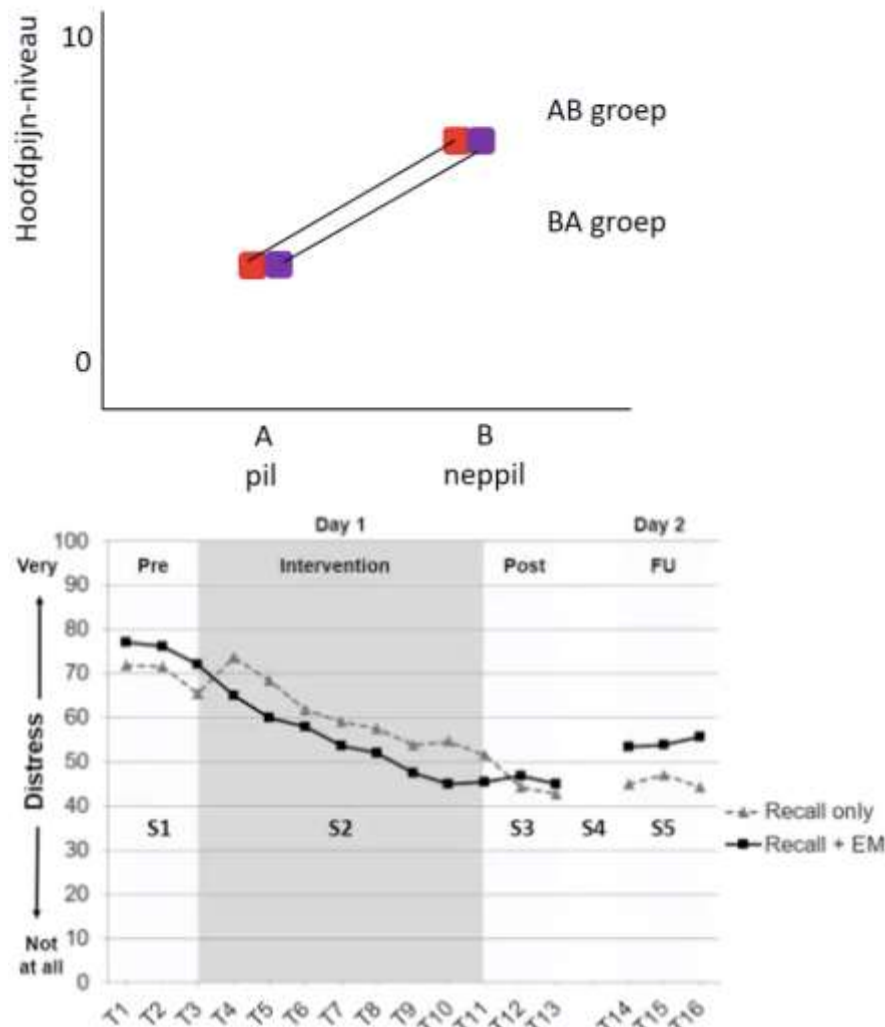 Hoofdpijn-niveau
10
AB groep
BA groep
0
A
B
pil
neppil
Day 1
Day 2
100
Very
Pre
Intervention
Post
FU
90
80
70
60
Distress
50
40
S1
S2
S3
S4
S5
Recall only
30
Recall + EM
20
Not
at all
10
0
T1
T2
T3
T4
T5
T6
T7
T8
T9
T10
T11
T12
T13
T14
T15
T16